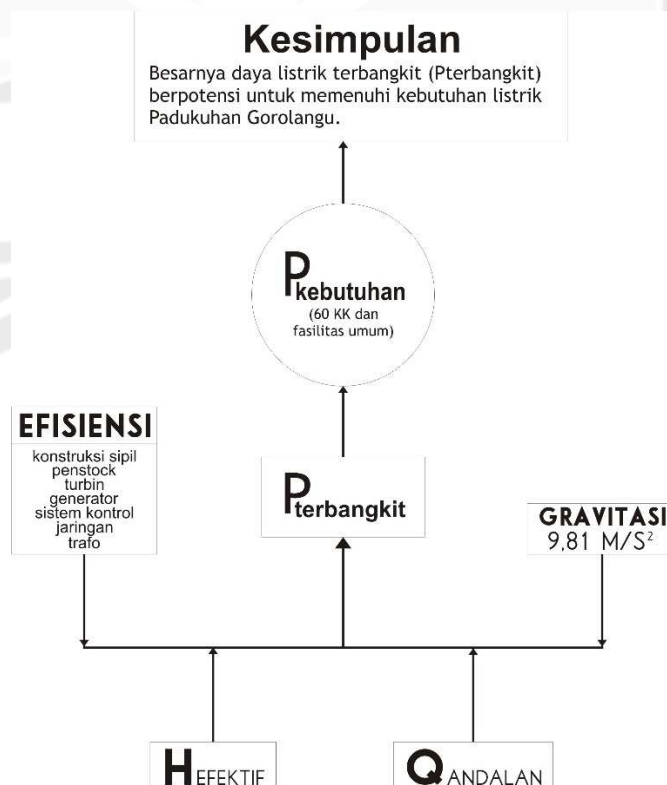 Kesimpulan
Besarnya daya listrik terbangkit (Pterbangkit)
berpotensi untuk memenuhi kebutuhan listrik
Padukuhan Gorolangu.
Pkebutuhan
(60 KK dan
fasilitas umum)
EFISIENSI
konstruksi sipil
penstock
turbin
generator
sistem kontrol
jaringan
trafo
Pterbangkit
GRAVITASI
9,81 M/S²
HEFEKTIF
QANDALAN